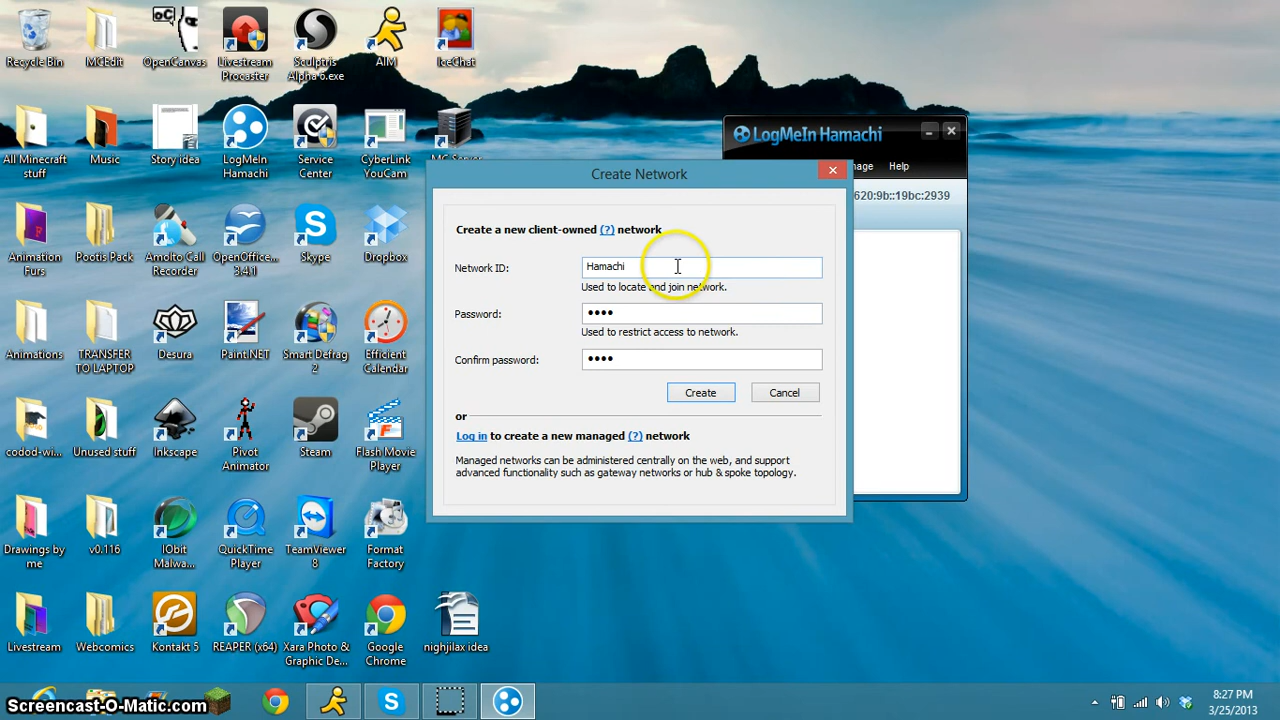 Recycle Bin
MCEdit
OC
OpenCanvas
Livestream
Procaster
Sculptris
Alpha 6.exe
AIM
IceChat
All Minecraft
stuff
Music
Story idea
LogMeIn
Hamachi
Service
Center
CyberLink
YouCam
MC Server
Animation
Furs
Pootis Pack
Amolto Call
Recorder
OpenOffice....
3.4.1
Skype
Dropbox
Animations
TRANSFER
TO LAPTOP
Desura
Paint.NET
Smart Defrag
2
Efficient
Calendar
codod-wi...
Unused stuff
Inkscape
Pivot
Animator
Steam
Flash Movie
Player
Drawings by
me
v0.116
IObit
Malwa...
QuickTime
Player
TeamViewer
8
Format
Factory
Livestream
Webcomics
Kontakt 5
REAPER (x64)
Xara Photo &
Graphic De...
Google
Chrome
nighjilax idea
LogMeIn Hamachi
nage Help
620:9b::19bc:2939
Create Network
Create a new client-owned (?) network
Network ID:
Hamachi
Used to locate and join network.
Password:
••••
Used to restrict access to network.
Confirm password:
••••
Create
Cancel
or
Log in to create a new managed (?) network
Managed networks can be administered centrally on the web, and support
advanced functionality such as gateway networks or hub & spoke topology.
Screencast-O-Matic.com
8:27 PM
3/25/2013